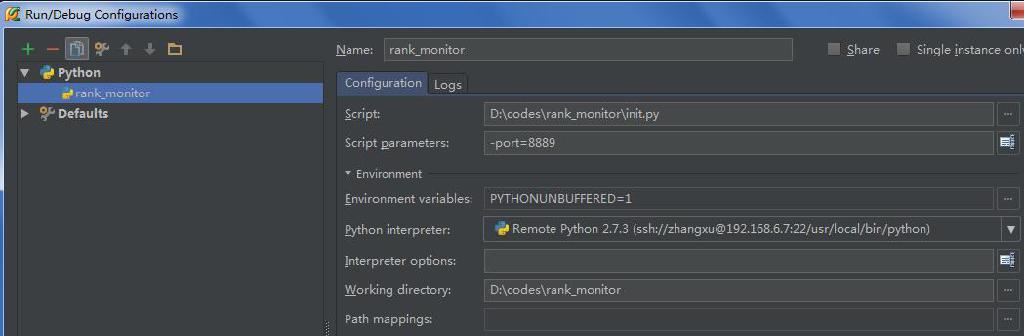 Run/Debug Configurations
Name: rank_monitor Share Single instance only
Python
rank_monitor
Defaults
Configuration Logs
Script: D:\codes\rank_monitor\init.py
Script parameters: -port=8889
Environment
Environment variables: PYTHONUNBUFFERED=1
Python interpreter: Remote Python 2.7.3 (ssh://zhangxu@192.168.6.7:22/usr/local/bin/python)
Interpreter options:
Working directory: D:\codes\rank_monitor
Path mappings: